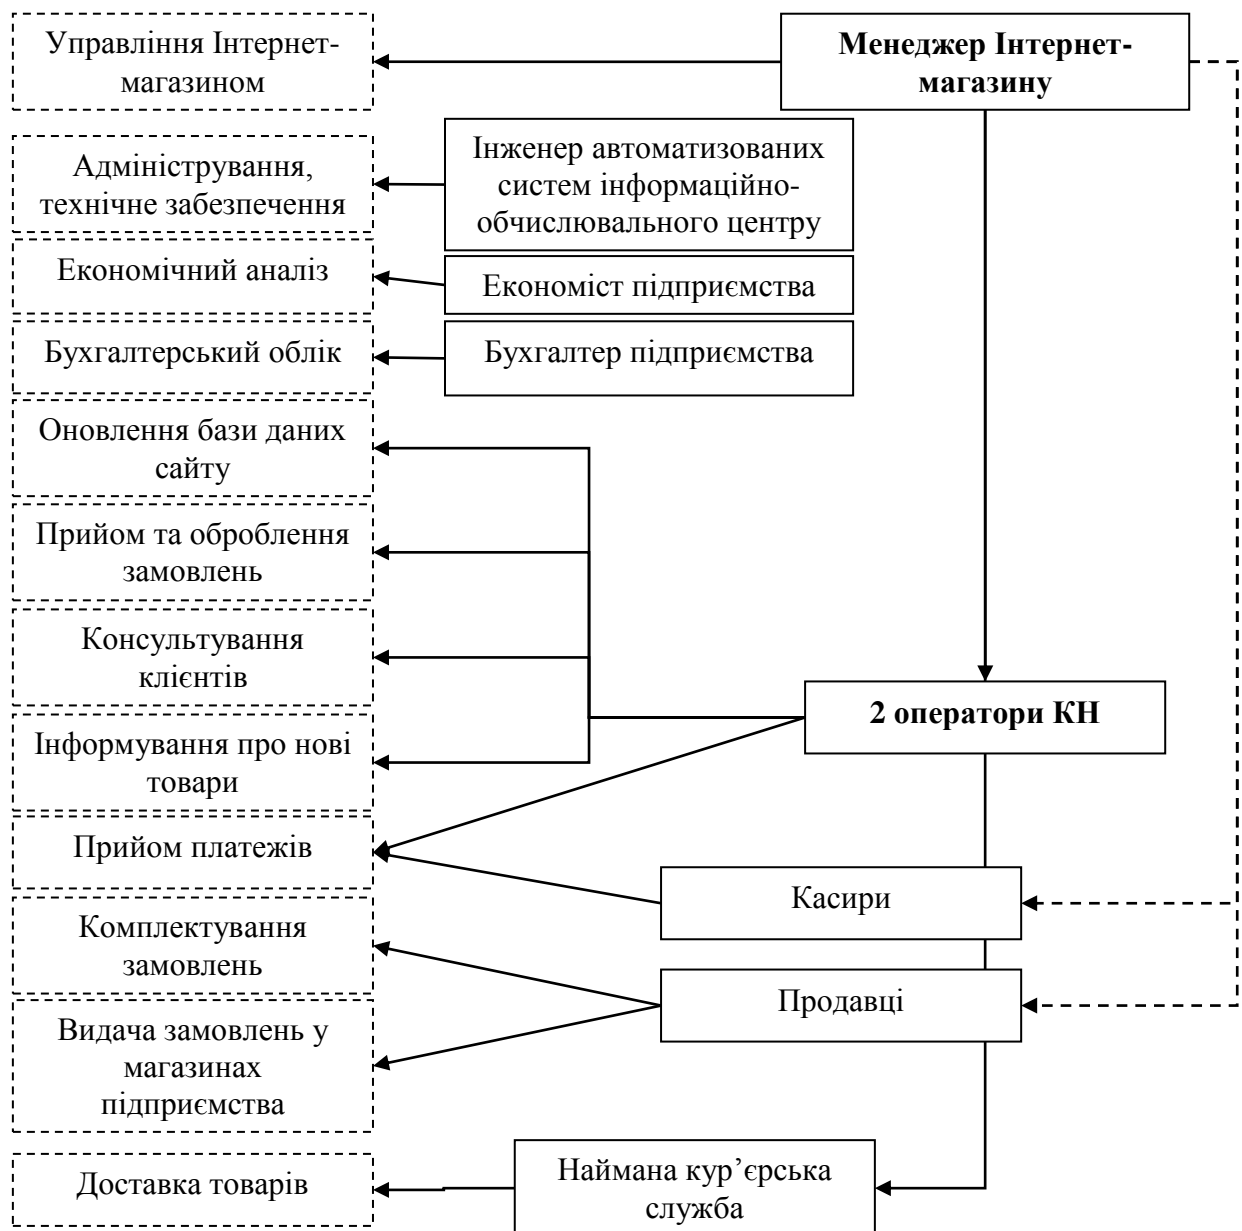 Управління Інтернет-
магазином
Менеджер Інтернет-
магазину
Адміністрування,
технічне забезпечення
Інженер автоматизованих
систем інформаційно-
обчислювального центру
Економічний аналіз
Економіст підприємства
Бухгалтерський облік
Бухгалтер підприємства
Оновлення бази даних
сайту
Прийом та оброблення
замовлень
Консультування
клієнтів
2 оператори КН
Інформування про нові
товари
Прийом платежів
Касири
Комплектування
замовлень
Продавці
Видача замовлень у
магазинах
підприємства
Доставка товарів
Наймана кур’єрська
служба